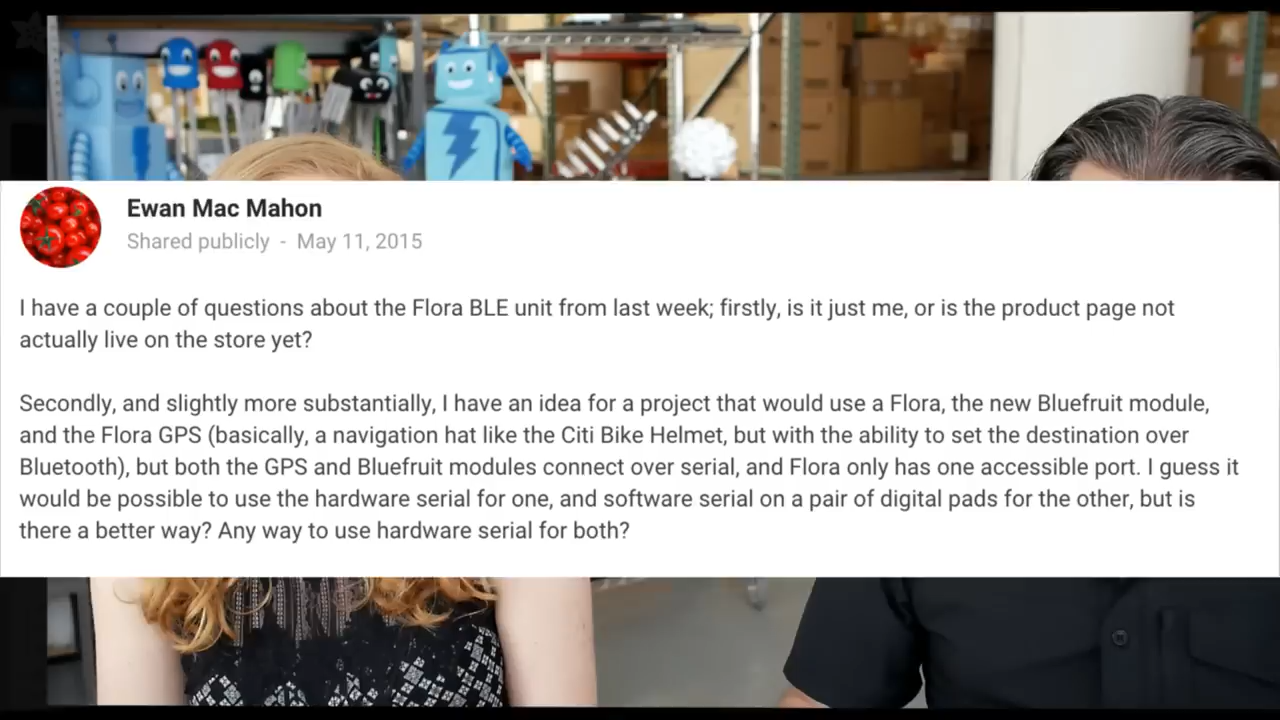 Ewan Mac Mahon
Shared publicly - May 11, 2015
I have a couple of questions about the Flora BLE unit from last week; firstly, is it just me, or is the product page not
actually live on the store yet?
Secondly, and slightly more substantially, I have an idea for a project that would use a Flora, the new Bluefruit module,
and the Flora GPS (basically, a navigation hat like the Citi Bike Helmet, but with the ability to set the destination over
Bluetooth), but both the GPS and Bluefruit modules connect over serial, and Flora only has one accessible port. I guess it
would be possible to use the hardware serial for one, and software serial on a pair of digital pads for the other, but is
there a better way? Any way to use hardware serial for both?